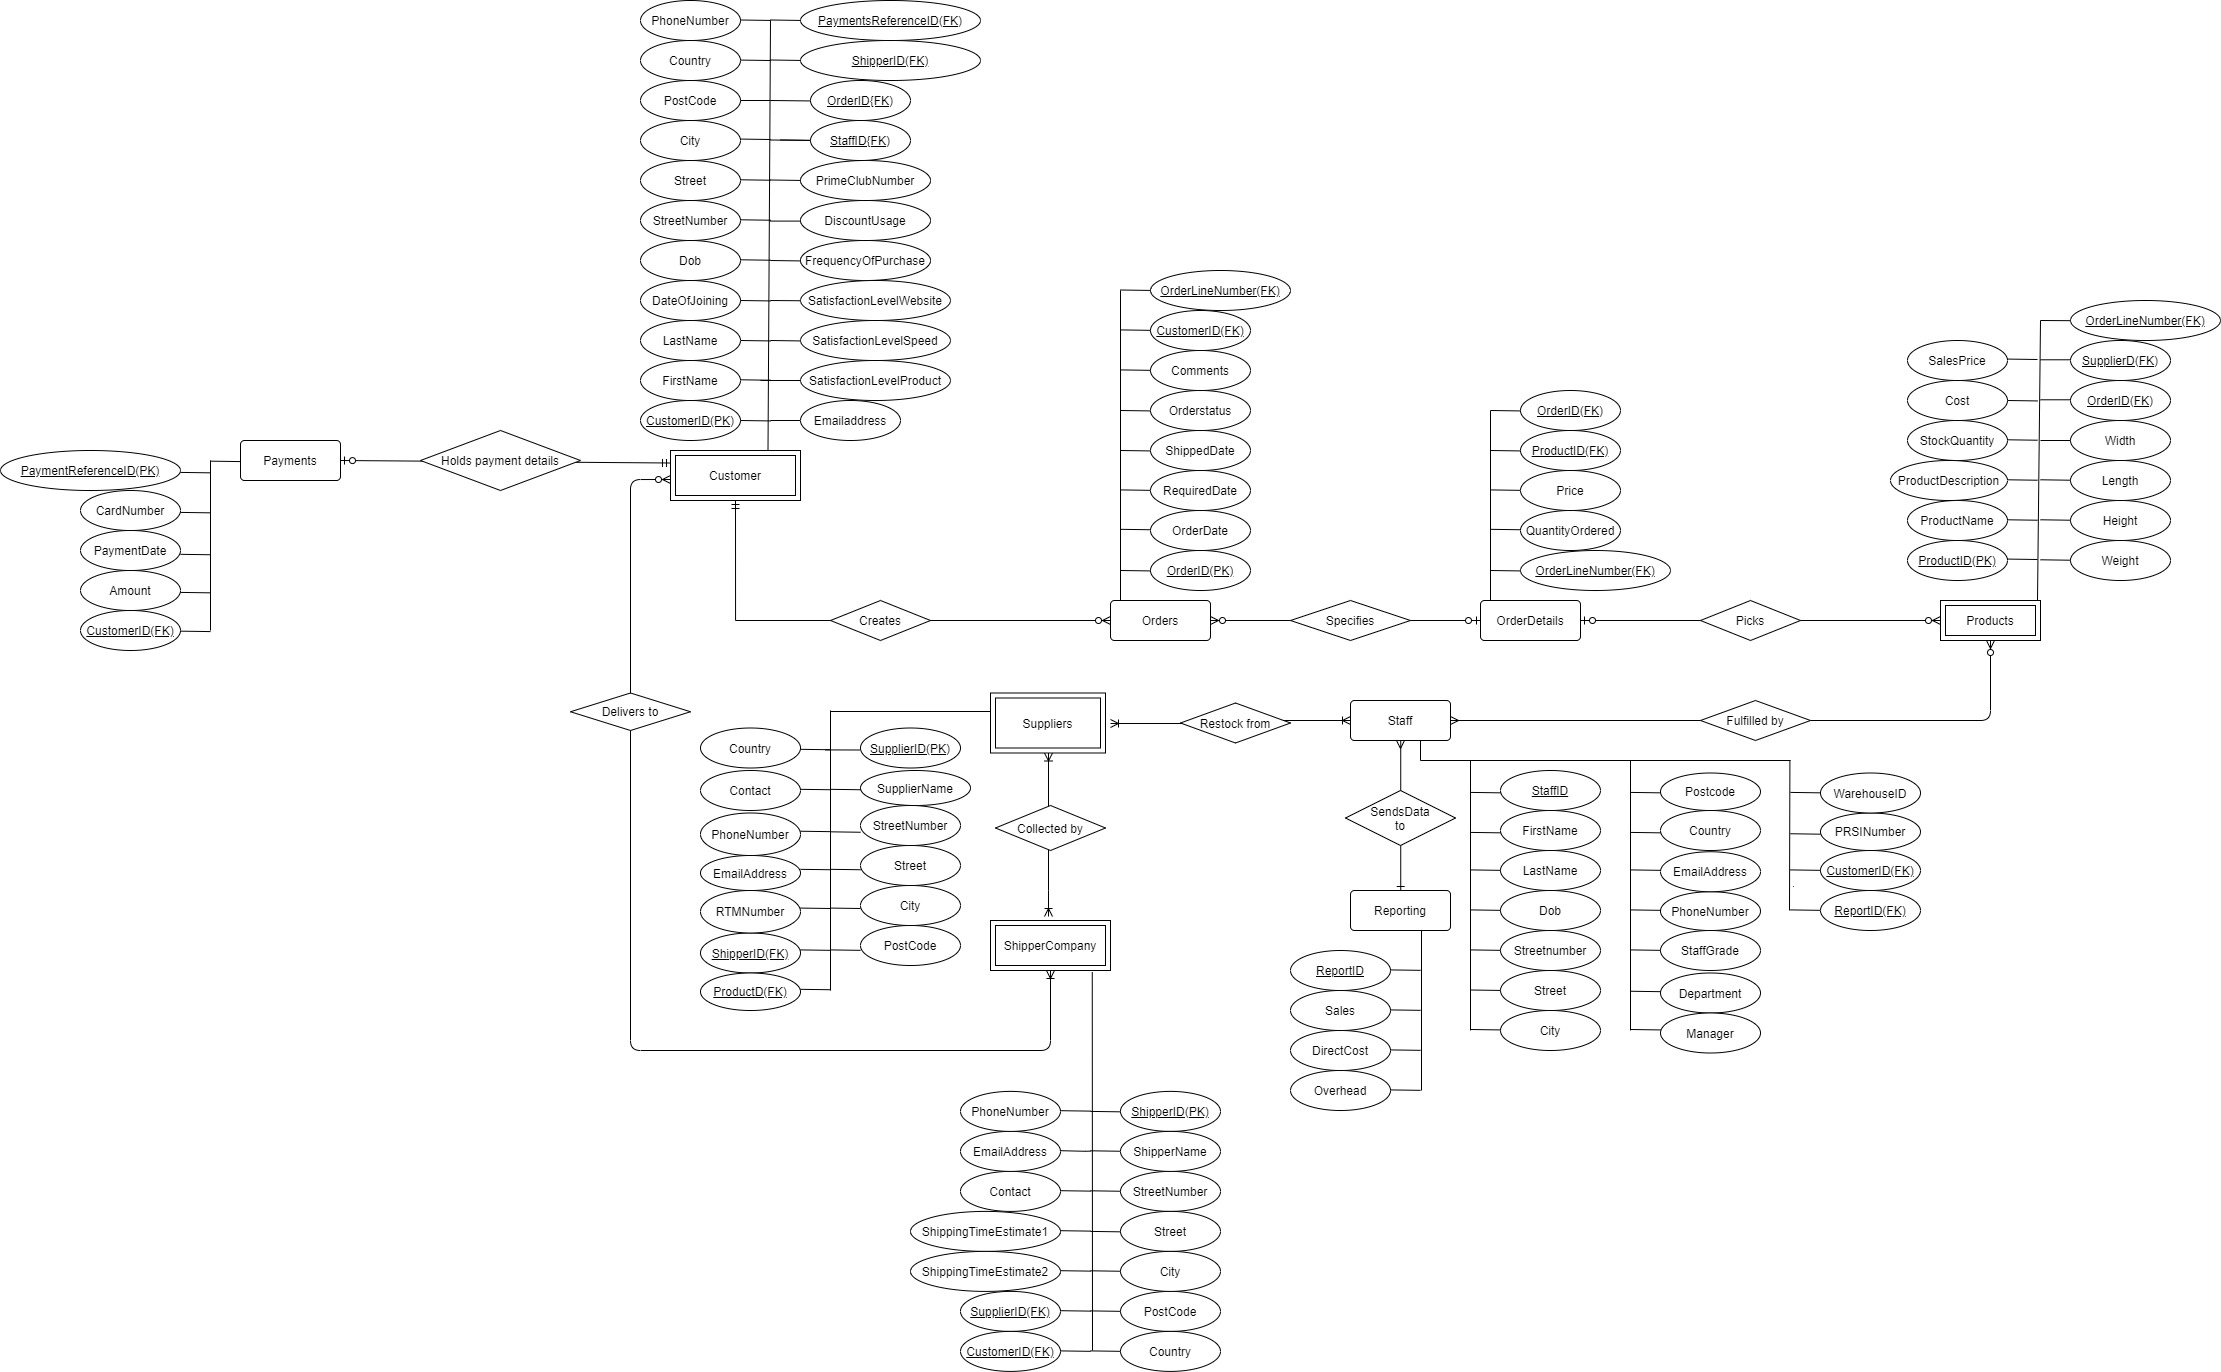 PhoneNumber
PaymentsReferenceID(FK)
Country
ShipperID(FK)
PostCode
OrderID{FK)
City
StaffID{FK)
Street
PrimeClubNumber
StreetNumber
DiscountUsage
Dob
FrequencyOfPurchase
DateOfJoining
SatisfactionLevelWebsite
LastName
SatisfactionLevelSpeed
FirstName
SatisfactionLevelProduct
CustomerID(PK)
Emailaddress
Payments
Holds payment details
Customer
PaymentReferenceID(PK)
CardNumber
PaymentDate
Amount
CustomerID(FK)
OrderLineNumber(FK)
CustomerID(FK)
Comments
Orderstatus
ShippedDate
RequiredDate
OrderDate
OrderID(PK)
OrderID(FK)
ProductID(FK)
Price
QuantityOrdered
OrderLineNumber(FK)
OrderLineNumber(FK)
SalesPrice
SupplierD(FK)
Cost
OrderID(FK)
StockQuantity
Width
ProductDescription
Length
ProductName
Height
ProductID(PK)
Weight
Creates
Orders
Specifies
OrderDetails
Picks
Products
Delivers to
Suppliers
Restock from
Staff
Fulfilled by
Country
SupplierID(PK)
Contact
SupplierName
PhoneNumber
StreetNumber
EmailAddress
Street
RTMNumber
City
ShipperID(FK)
PostCode
ProductD(FK)
Collected by
ShipperCompany
SendsData
to
Reporting
ReportID
Sales
DirectCost
Overhead
StaffID
FirstName
LastName
Dob
Streetnumber
Street
City
Postcode
Country
EmailAddress
PhoneNumber
StaffGrade
Department
Manager
WarehouseID
PRSINumber
CustomerID(FK)
ReportID(FK)
PhoneNumber
ShipperID(PK)
EmailAddress
ShipperName
Contact
StreetNumber
ShippingTimeEstimate1
Street
ShippingTimeEstimate2
City
SupplierID(FK)
PostCode
CustomerID(FK)
Country